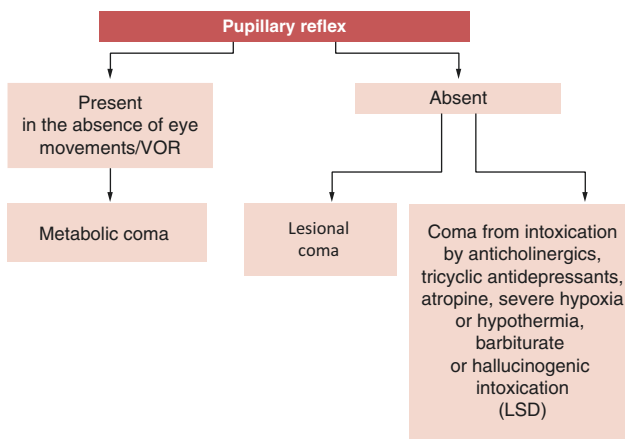 Pupillary reflex
Present
in the absence of eye
movements/VOR
Absent
Metabolic coma
Lesional
coma
Coma from intoxication
by anticholinergics,
tricyclic antidepressants,
atropine, severe hypoxia
or hypothermia,
barbiturate
or hallucinogenic
intoxication
(LSD)